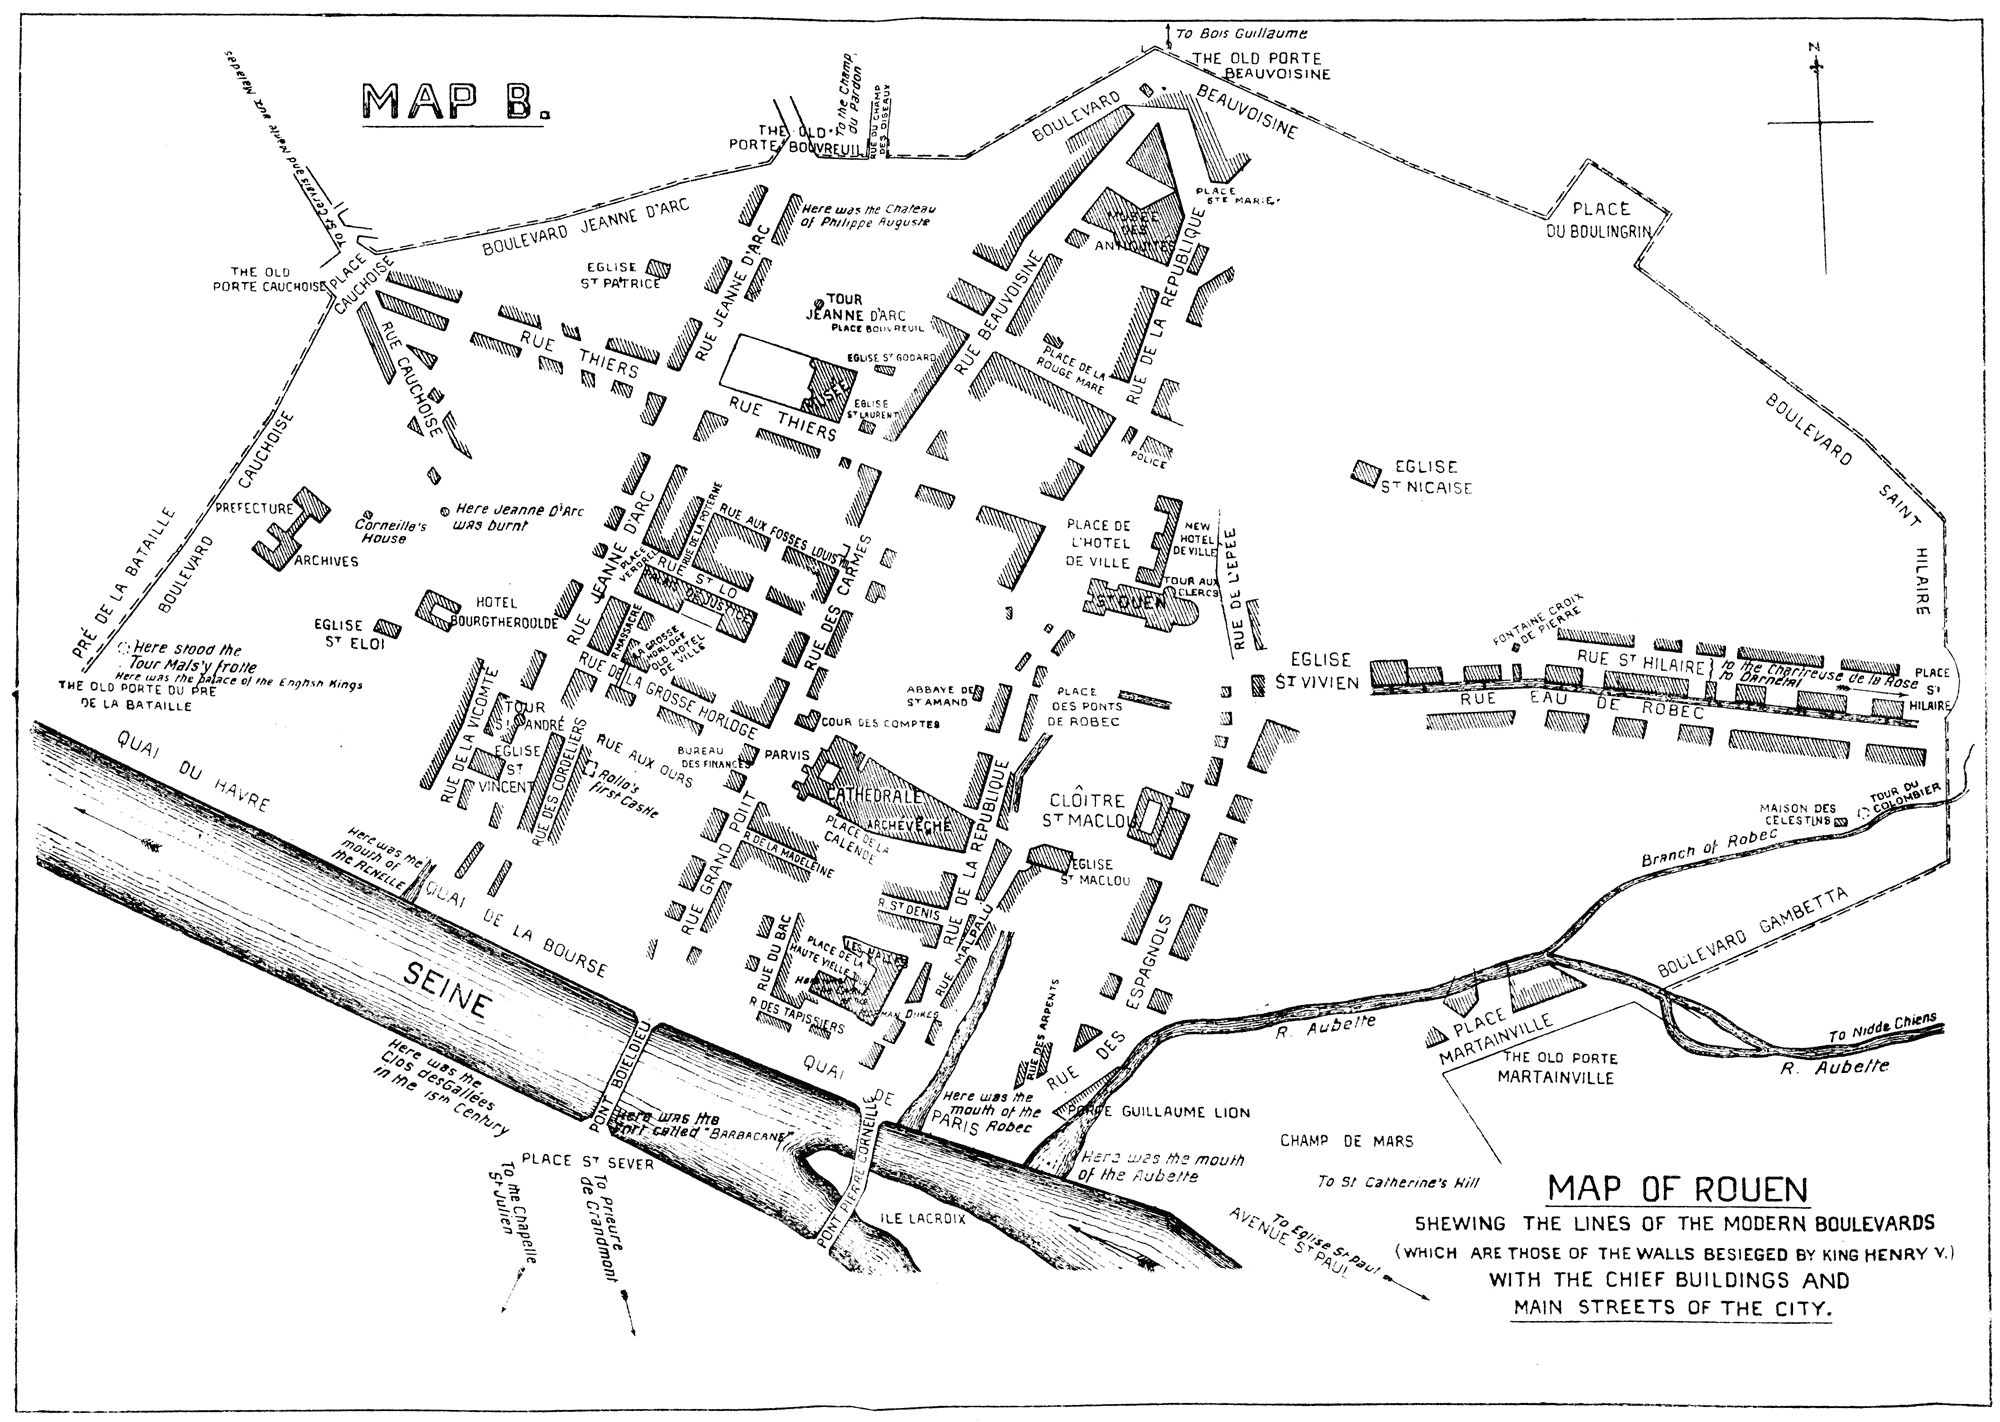 To Bois Guillaume
THE OLD PORTE
BEAUVOISINE
MAP B.
N
To St Gervais and Mante aux Malades
To the Champ
du Pardon
RUE DU CHAMP
DES OISEAUX
THE OLD
PORTE BOUVREUIL
BOULEVARD
BEAUVOISINE
PLACE
STE MARIE.
PLACE
DU BOULINGRIN
BOULEVARD JEANNE D'ARC
Here was the Chateau
of Philippe Auguste
MUSÉE
DES
ANTIQUITÉS
THE OLD
PORTE CAUCHOISE
PLACE
CAUCHOISE
EGLISE
ST PATRICE
RUE JEANNE D'ARC
TOUR
JEANNE D'ARC
PLACE BOUVREUIL
RUE BEAUVOISINE
RUE DE LA REPUBLIQUE
RUE CAUCHOISE
RUE THIERS
EGLISE ST GODARD
PLACE DE LA
ROUGE MARE
MUSÉE
EGLISE
ST LAURENT
RUE THIERS
POLICE
BOULEVARD
SAINT
HILAIRE
EGLISE
ST NICAISE
PRÉ DE LA BATAILLE
BOULEVARD
CAUCHOISE
PREFECTURE
ARCHIVES
Corneille's
House
Here Jeanne D'Arc
was burnt
RUE JEANNE D'ARC
PLACE
VERDREL
RUE DE LA POTERNE
RUE AUX FOSSES LOUIS VIII
RUE ST LO
PALAIS DE JUSTICE
RUE DES CARMES
PLACE DE
L'HOTEL
DE VILLE
NEW
HOTEL
DE VILLE
TOUR AUX
CLERCS
ST OUEN
RUE DE L'EPEE
HOTEL
BOURGTHEROULDE
EGLISE
ST ELOI
R. MASSACRE
LA GROSSE
HORLOGE
OLD HOTEL
DE VILLE
RUE DE LA GROSSE HORLOGE
FONTAINE CROIX
DE PIERRE
Here stood the
Tour Mals'y frotte
Here was the palace of the English Kings
THE OLD PORTE DU PRE
DE LA BATAILLE
EGLISE
ST VIVIEN
RUE ST HILAIRE
to the Chartreuse de la Rose
to Darnetal
PLACE
ST
HILAIRE
RUE EAU DE ROBEC
ABBAYE DE
ST AMAND
PLACE
DES PONTS
DE ROBEC
COUR DES COMPTES
RUE DE LA VICOMTE
TOUR
ST ANDRÉ
EGLISE
ST
VINCENT
RUE DES CORDELIERS
RUE AUX OURS
Rollo's
first Castle
BUREAU
DES FINANCES
PARVIS
CATHEDRALE
ARCHEVECHE
PLACE DE LA
CALENDE
RUE GRAND PONT
R. DE LA MADELEINE
RUE DE LA REPUBLIQUE
CLÔITRE
ST MACLOU
EGLISE
ST MACLOU
MAISON DES
CELESTINS
TOUR DU
COLOMBIER
Branch of Robec
QUAI DU HAVRE
Here was the
mouth of
the RENELLE
QUAI DE LA BOURSE
R. ST DENIS
RUE MALPALU
RUE DU BAC
PLACE DE LA
HAUTE VIELLE
LES HALLES
R. DES TAPISSIERS
RUE DES ARPENTS
RUE DES ESPAGNOLS
BOULEVARD GAMBETTA
SEINE
R. Aubette
PLACE
MARTAINVILLE
THE OLD PORTE
MARTAINVILLE
To Nid de Chiens
R. Aubette
Here was the
Clos des Gallées
in the 15th Century
PONT BOIELDIEU
Here was the
fort called "BARBACANE"
QUAI DE PARIS
PONT PIERRE CORNEILLE
Here was the
mouth of the
Robec
PORTE GUILLAUME LION
CHAMP DE MARS
Here was the mouth
of the Aubette
PLACE ST SEVER
To the Chapelle
St Julien
To Prieure
de Grandmont
ILE LACROIX
To St Catherine's Hill
To Eglise St Paul
AVENUE ST PAUL
MAP OF ROUEN
SHEWING THE LINES OF THE MODERN BOULEVARDS
(WHICH ARE THOSE OF THE WALLS BESIEGED BY KING HENRY V.)
WITH THE CHIEF BUILDINGS AND
MAIN STREETS OF THE CITY.